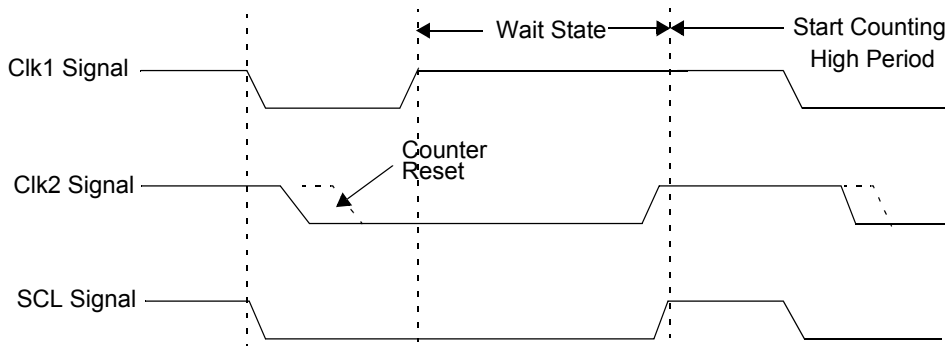 Wait State
Start Counting
High Period
Clk1 Signal
Counter
Reset
Clk2 Signal
SCL Signal